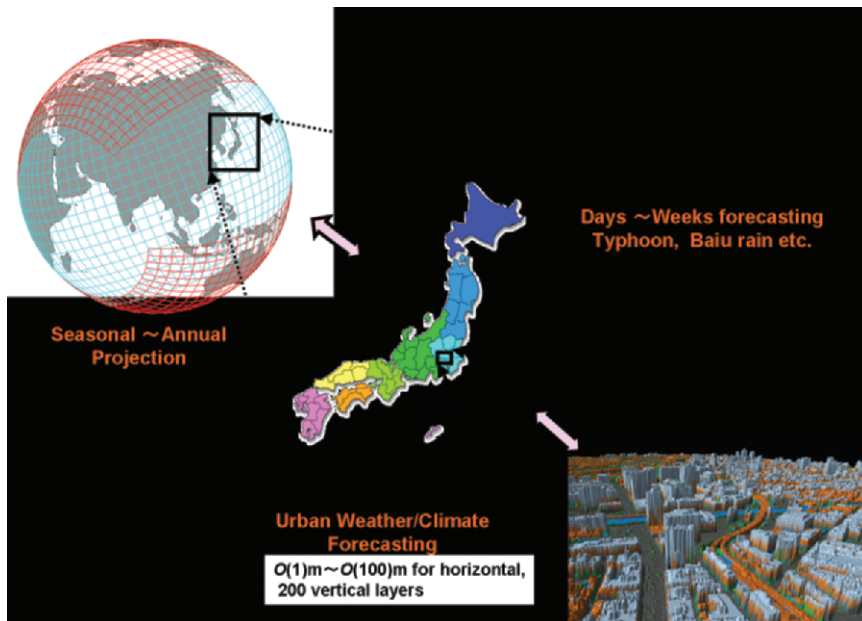 Seasonal ~Annual
Projection
Days ~Weeks forecasting
Typhoon, Baiu rain etc.
Urban Weather/Climate
Forecasting
O(1)m~O(100)m for horizontal,
200 vertical layers